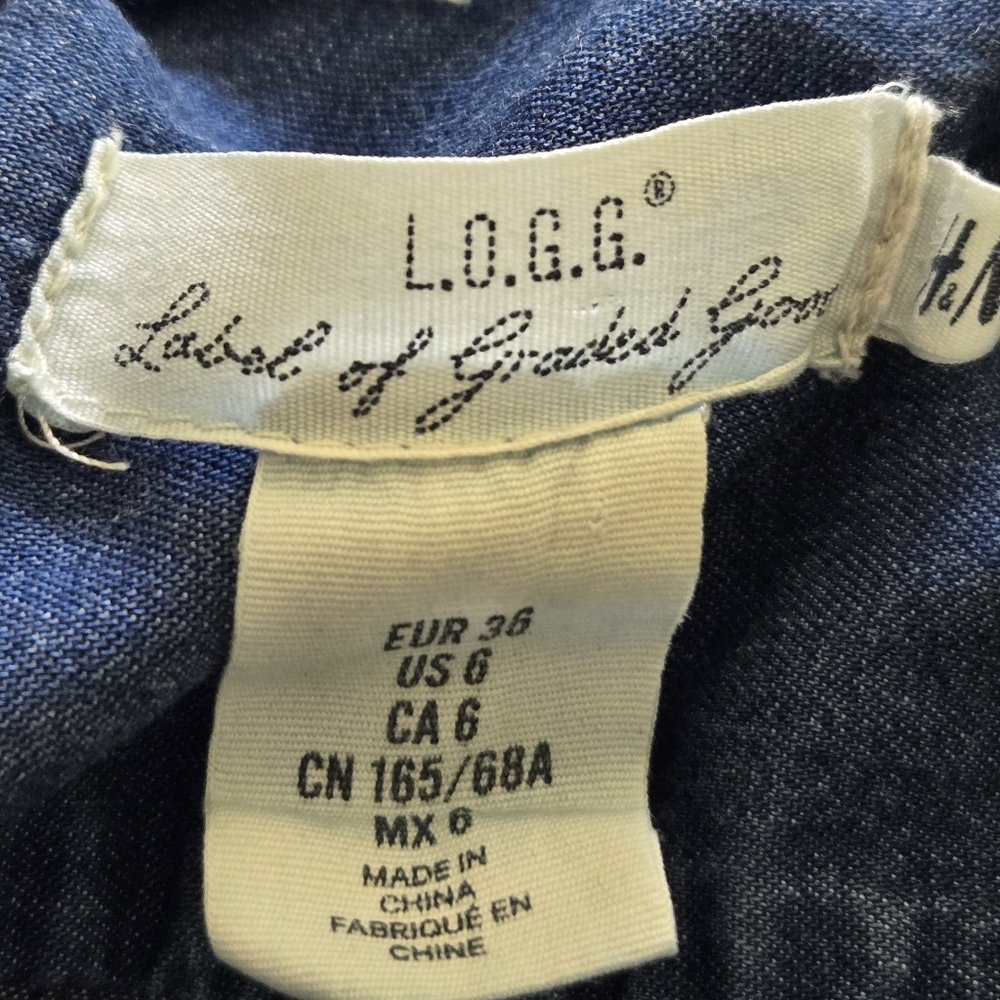 L.O.G.G.®
Label of Graded Goo
H&M
EUR 36
US 6
CA 6
CN 165/68A
MX 6
MADE IN
CHINA
FABRIQUÉ EN
CHINE